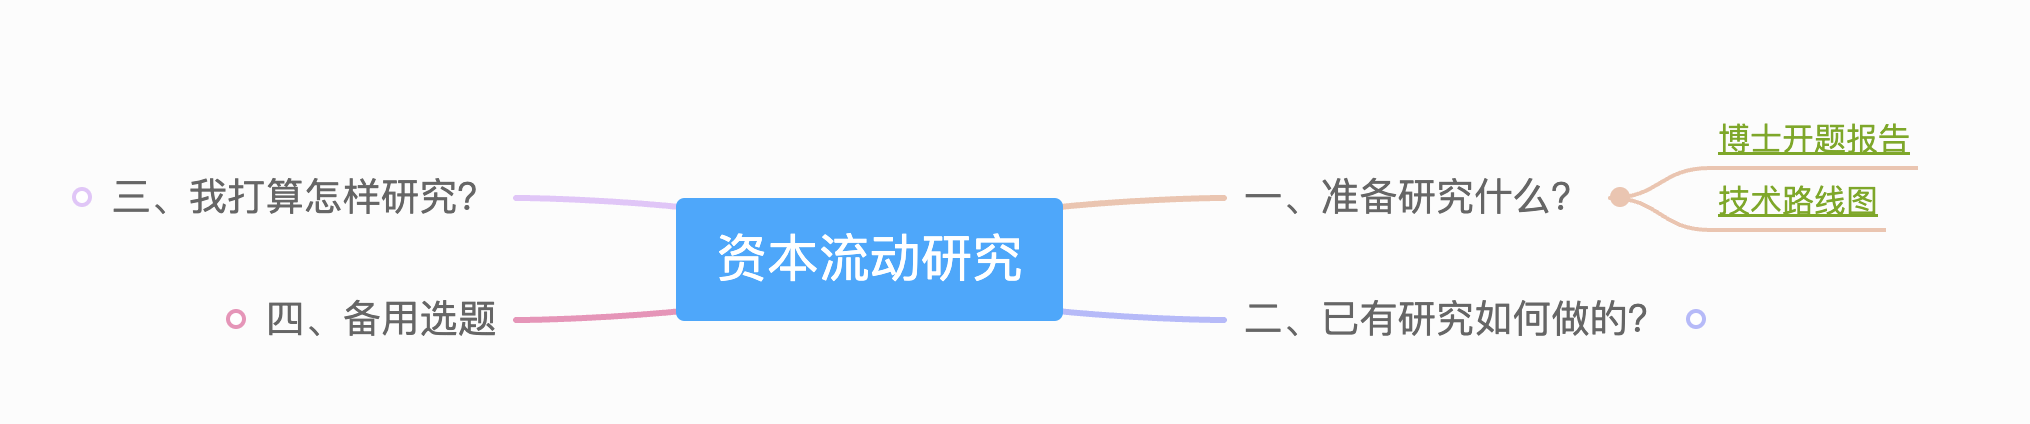 资本流动研究
一、准备研究什么?
博士开题报告
技术路线图
二、已有研究如何做的?
三、我打算怎样研究?
四、备用选题